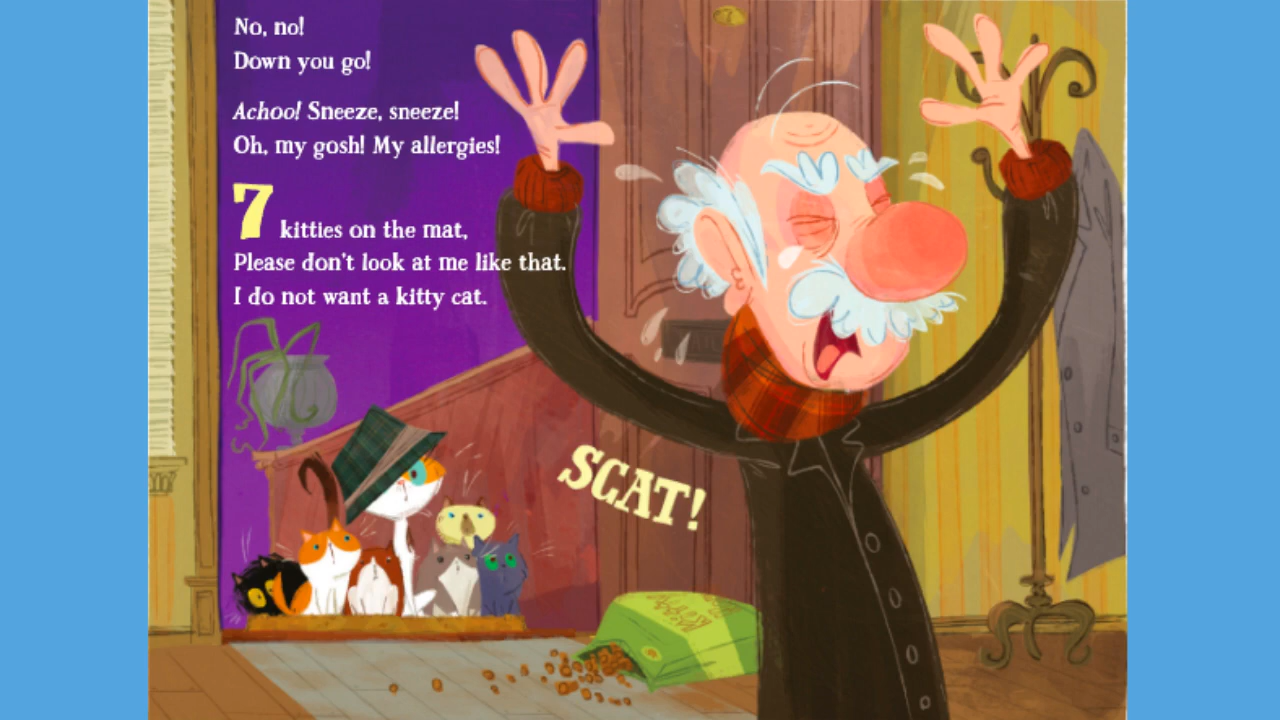 No, no!
Down you go!
Achoo! Sneeze, sneeze!
Oh, my gosh! My allergies!
7 kitties on the mat,
Please don't look at me like that.
I do not want a kitty cat.
SCAT!